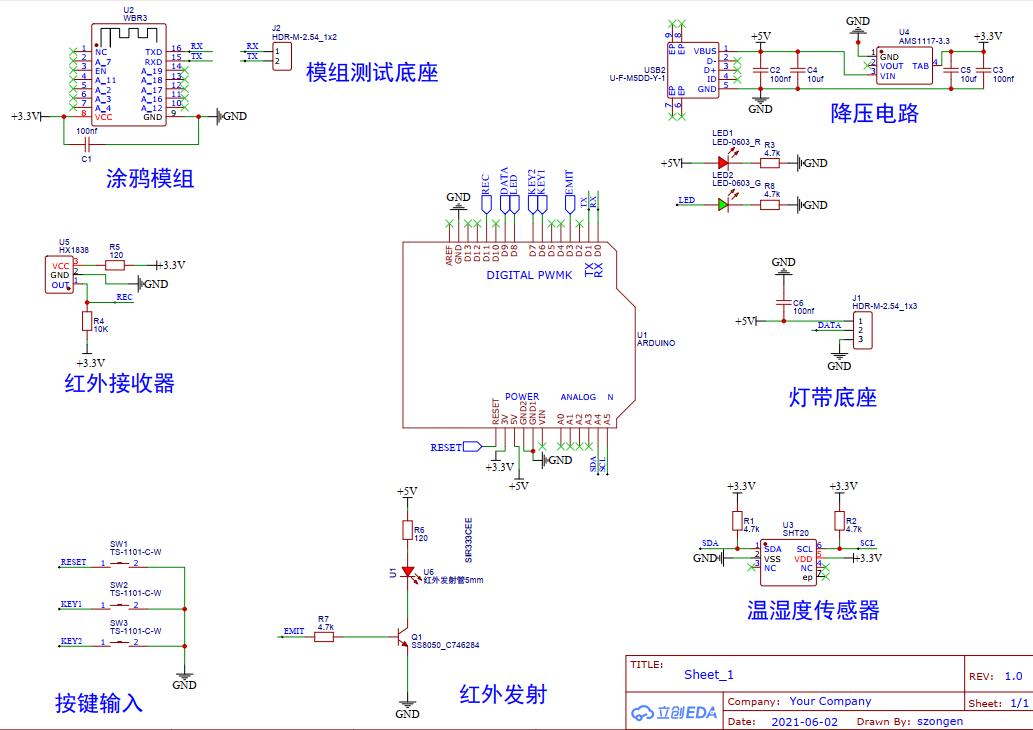 U2
WBR3
1 NC
2 A_7
3 EN
4 A_11
5 A_2
6 A_3
7 A_4
8 VCC
TXD 16 RX
RXD 15 TX
A_19 14
A_18 13
A_17 12
A_16 11
A_12 10
GND 9
+3.3V
GND
100nf
C1
涂鸦模组
J2
HDR-M-2.54_1x2
RX 1
TX 2
模组测试底座
USB2
U-F-M5DD-Y-1
9 8
EP EP
VBUS 1
D- 2
D+ 3
ID 4
GND 5
EP EP
7 6
+5V
C2
100nf
C4
10uf
GND
GND
U4
AMS1117-3.3
1 GND
2 VOUT
3 VIN
TAB 4
+3.3V
C5
10uf
C3
100nf
降压电路
LED1
LED-0603_R
+5V
R3
4.7k
GND
LED2
LED-0603_G
LED
R8
4.7k
GND
U5
HX1838
VCC 3
GND 2
OUT 1
R5
120
+3.3V
GND
REC
R4
10K
+3.3V
红外接收器
GND
REC
DATA
LED
KEY2
KEY1
EMIT
TX
RX
AREF
GND
D13
D12
D11
D10
D9
D8
D7
D6
D5
D4
D3
D2
D1
D0
TX
RX
DIGITAL PWMK
U1
ARDUINO
POWER
ANALOG
N
RESET
3V
5V
GND2
GND1
VIN
A0
A1
A2
A3
A4
A5
RESET
+3.3V
+5V
GND
SDA
SCL
GND
C6
100nf
J1
HDR-M-2.54_1x3
+5V
DATA
1
2
3
GND
灯带底座
SW1
TS-1101-C-W
RESET 1 2
SW2
TS-1101-C-W
KEY1 1 2
SW3
TS-1101-C-W
KEY2 1 2
GND
按键输入
+5V
R6
120
SIR333CEE
U1
U6
红外发射管5mm
EMIT
R7
4.7k
Q1
SS8050_C746284
GND
红外发射
+3.3V
+3.3V
R1
4.7k
R2
4.7k
U3
SHT20
SDA
GND
1 SDA
2 VSS
3 NC
SCL 6
VDD 5
NC 4
ep 7
SCL
+3.3V
温湿度传感器
TITLE:
Sheet_1
REV: 1.0
立创EDA
Company: Your Company
Sheet: 1/1
Date: 2021-06-02 Drawn By: szongen